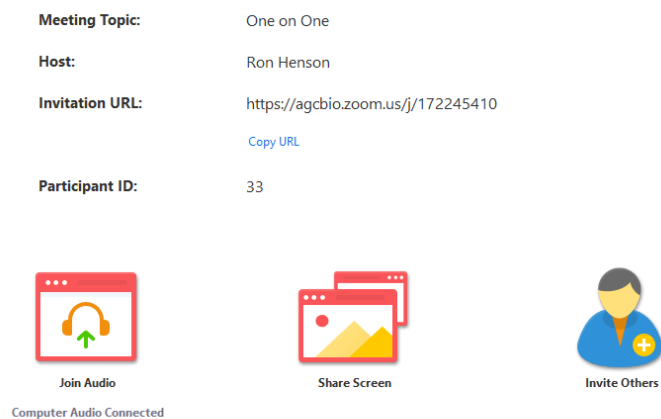 Meeting Topic: One on One
Host: Ron Henson
Invitation URL: https://agcbio.zoom.us/j/172245410
Copy URL
Participant ID: 33
Join Audio Share Screen Invite Others
Computer Audio Connected